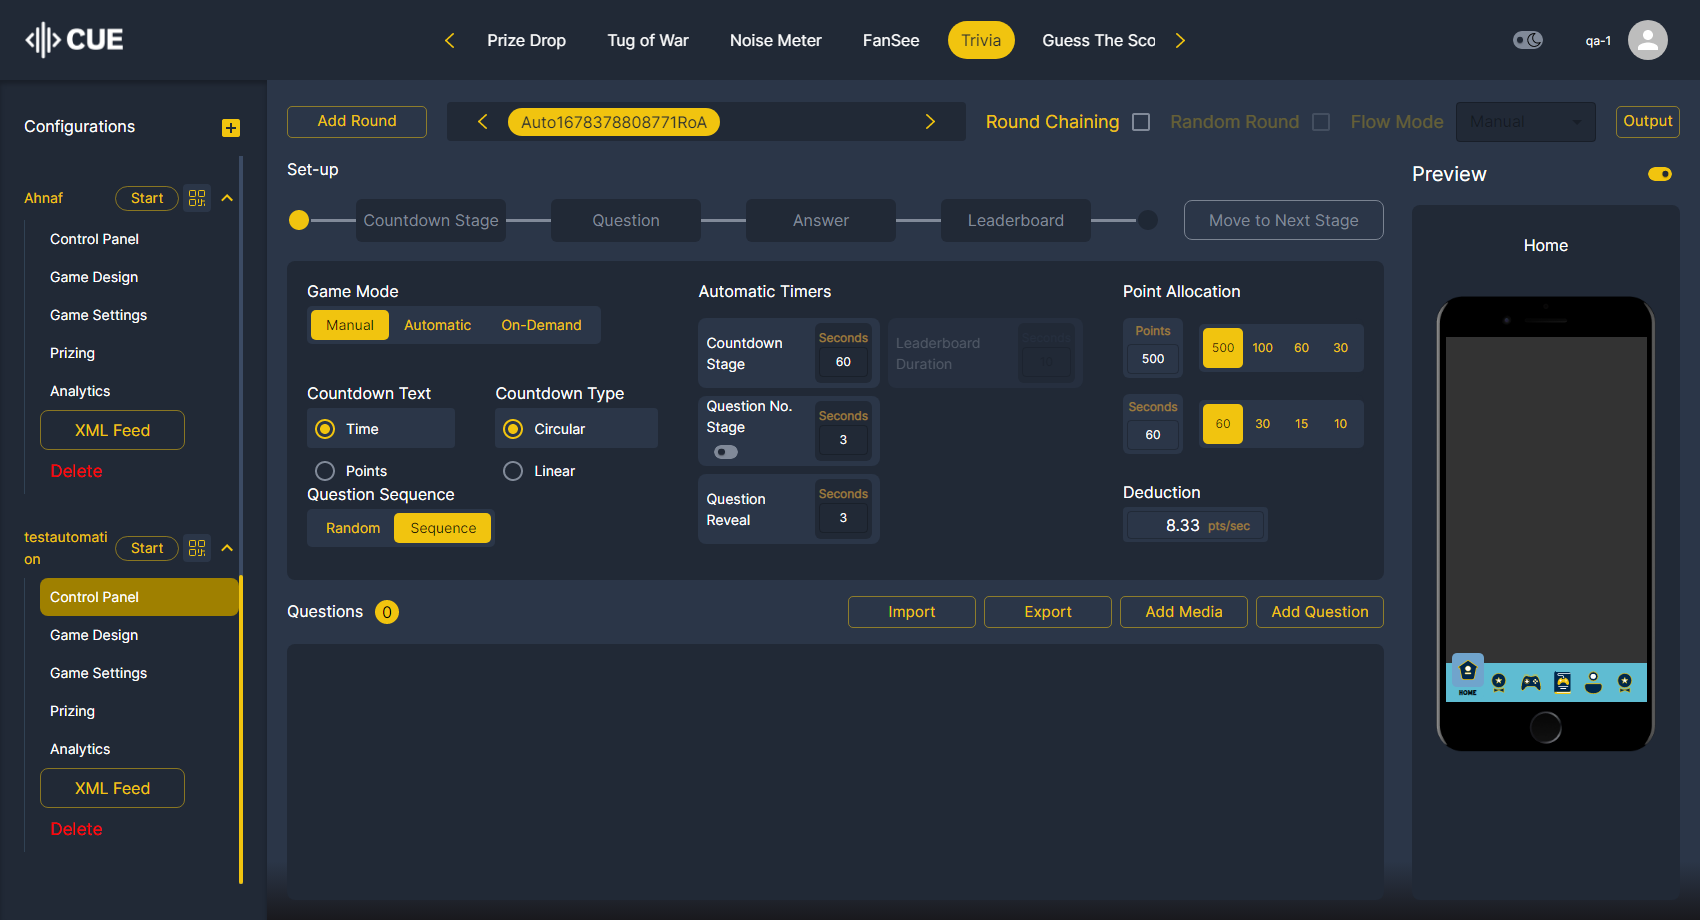 CUE
Prize Drop
Tug of War
Noise Meter
FanSee
Trivia
Guess The Sco
qa-1
Configurations
Ahnaf
Start
Control Panel
Game Design
Game Settings
Prizing
Analytics
XML Feed
Delete
testautomati
on
Start
Control Panel
Game Design
Game Settings
Prizing
Analytics
XML Feed
Delete
Add Round
Auto1678378808771RoA
Round Chaining
Random Round
Flow Mode
Manual
Output
Set-up
Countdown Stage
Question
Answer
Leaderboard
Move to Next Stage
Game Mode
Manual
Automatic
On-Demand
Countdown Text
Time
Points
Countdown Type
Circular
Linear
Question Sequence
Random
Sequence
Automatic Timers
Countdown
Stage
Seconds
60
Leaderboard
Duration
Seconds
10
Question No.
Stage
Seconds
3
Question
Reveal
Seconds
3
Point Allocation
Points
500
500
100
60
30
Seconds
60
60
30
15
10
Deduction
8.33 pts/sec
Questions
0
Import
Export
Add Media
Add Question
Preview
Home
HOME